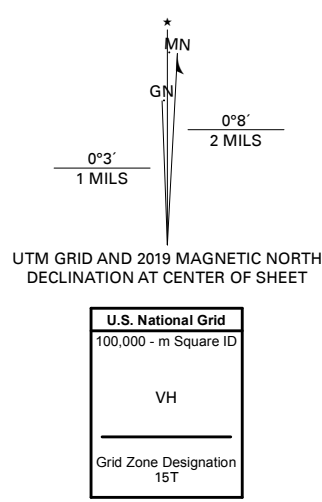 ★
MN
GN
0°8´
2 MILS
0°3´
1 MILS
UTM GRID AND 2019 MAGNETIC NORTH
DECLINATION AT CENTER OF SHEET
U.S. National Grid
100,000 - m Square ID
VH
Grid Zone Designation
15T